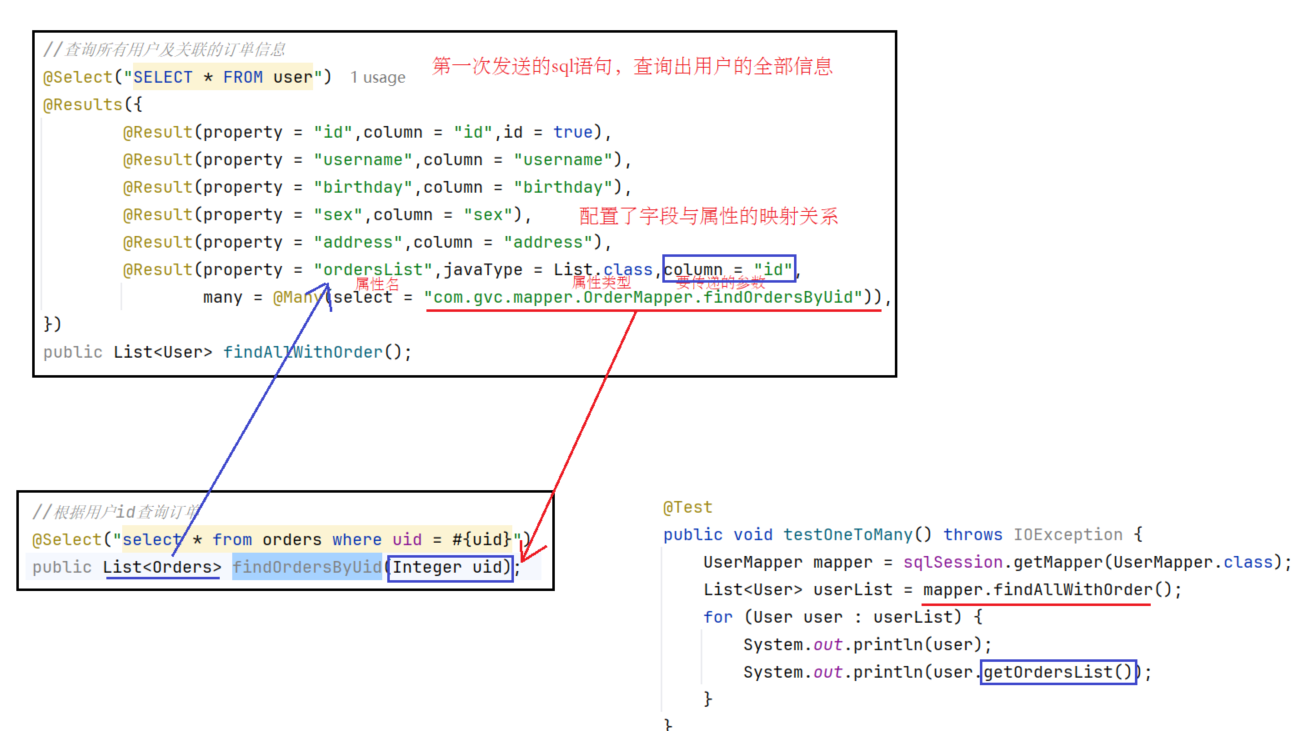 //查询所有用户及关联的订单信息
@Select("SELECT * FROM user") 1 usage
第一次发送的sql语句，查询出用户的全部信息
@Results({
@Result(property = "id",column = "id",id = true),
@Result(property = "username",column = "username"),
@Result(property = "birthday",column = "birthday"),
@Result(property = "sex",column = "sex"),
配置了字段与属性的映射关系
@Result(property = "address",column = "address"),
@Result(property = "ordersList",javaType = List.class,column = "id",
属性名 属性类型 要传递的参数
many = @Many(select = "com.gvc.mapper.OrderMapper.findOrdersByUid")),
})
public List<User> findAllWithOrder();
//根据用户id查询订单
@Select("select * from orders where uid = #{uid}")
public List<Orders> findOrdersByUid(Integer uid);
@Test
public void testOneToMany() throws IOException {
UserMapper mapper = sqlSession.getMapper(UserMapper.class);
List<User> userList = mapper.findAllWithOrder();
for (User user : userList) {
System.out.println(user);
System.out.println(user.getOrdersList());
}
}